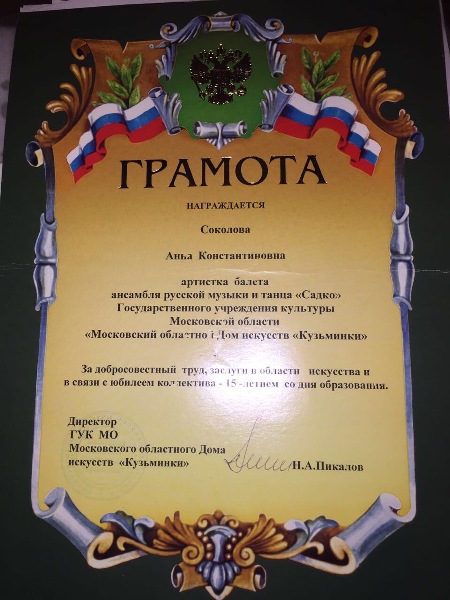 ГРАМОТА
НАГРАЖДАЕТСЯ
Соколова
Анна Константиновна
артистка балета
ансамбля русской музыки и танца «Садко»
Государственного учреждения культуры
Московской области
«Московский областной Дом искусств «Кузьминки»
За добросовестный труд, заслуги в области искусства и
в связи с юбилеем коллектива - 15 -летием со дня образования.
Директор
ГУК МО
Московского областного Дома
искусств «Кузьминки»
Н.А.Пикалов